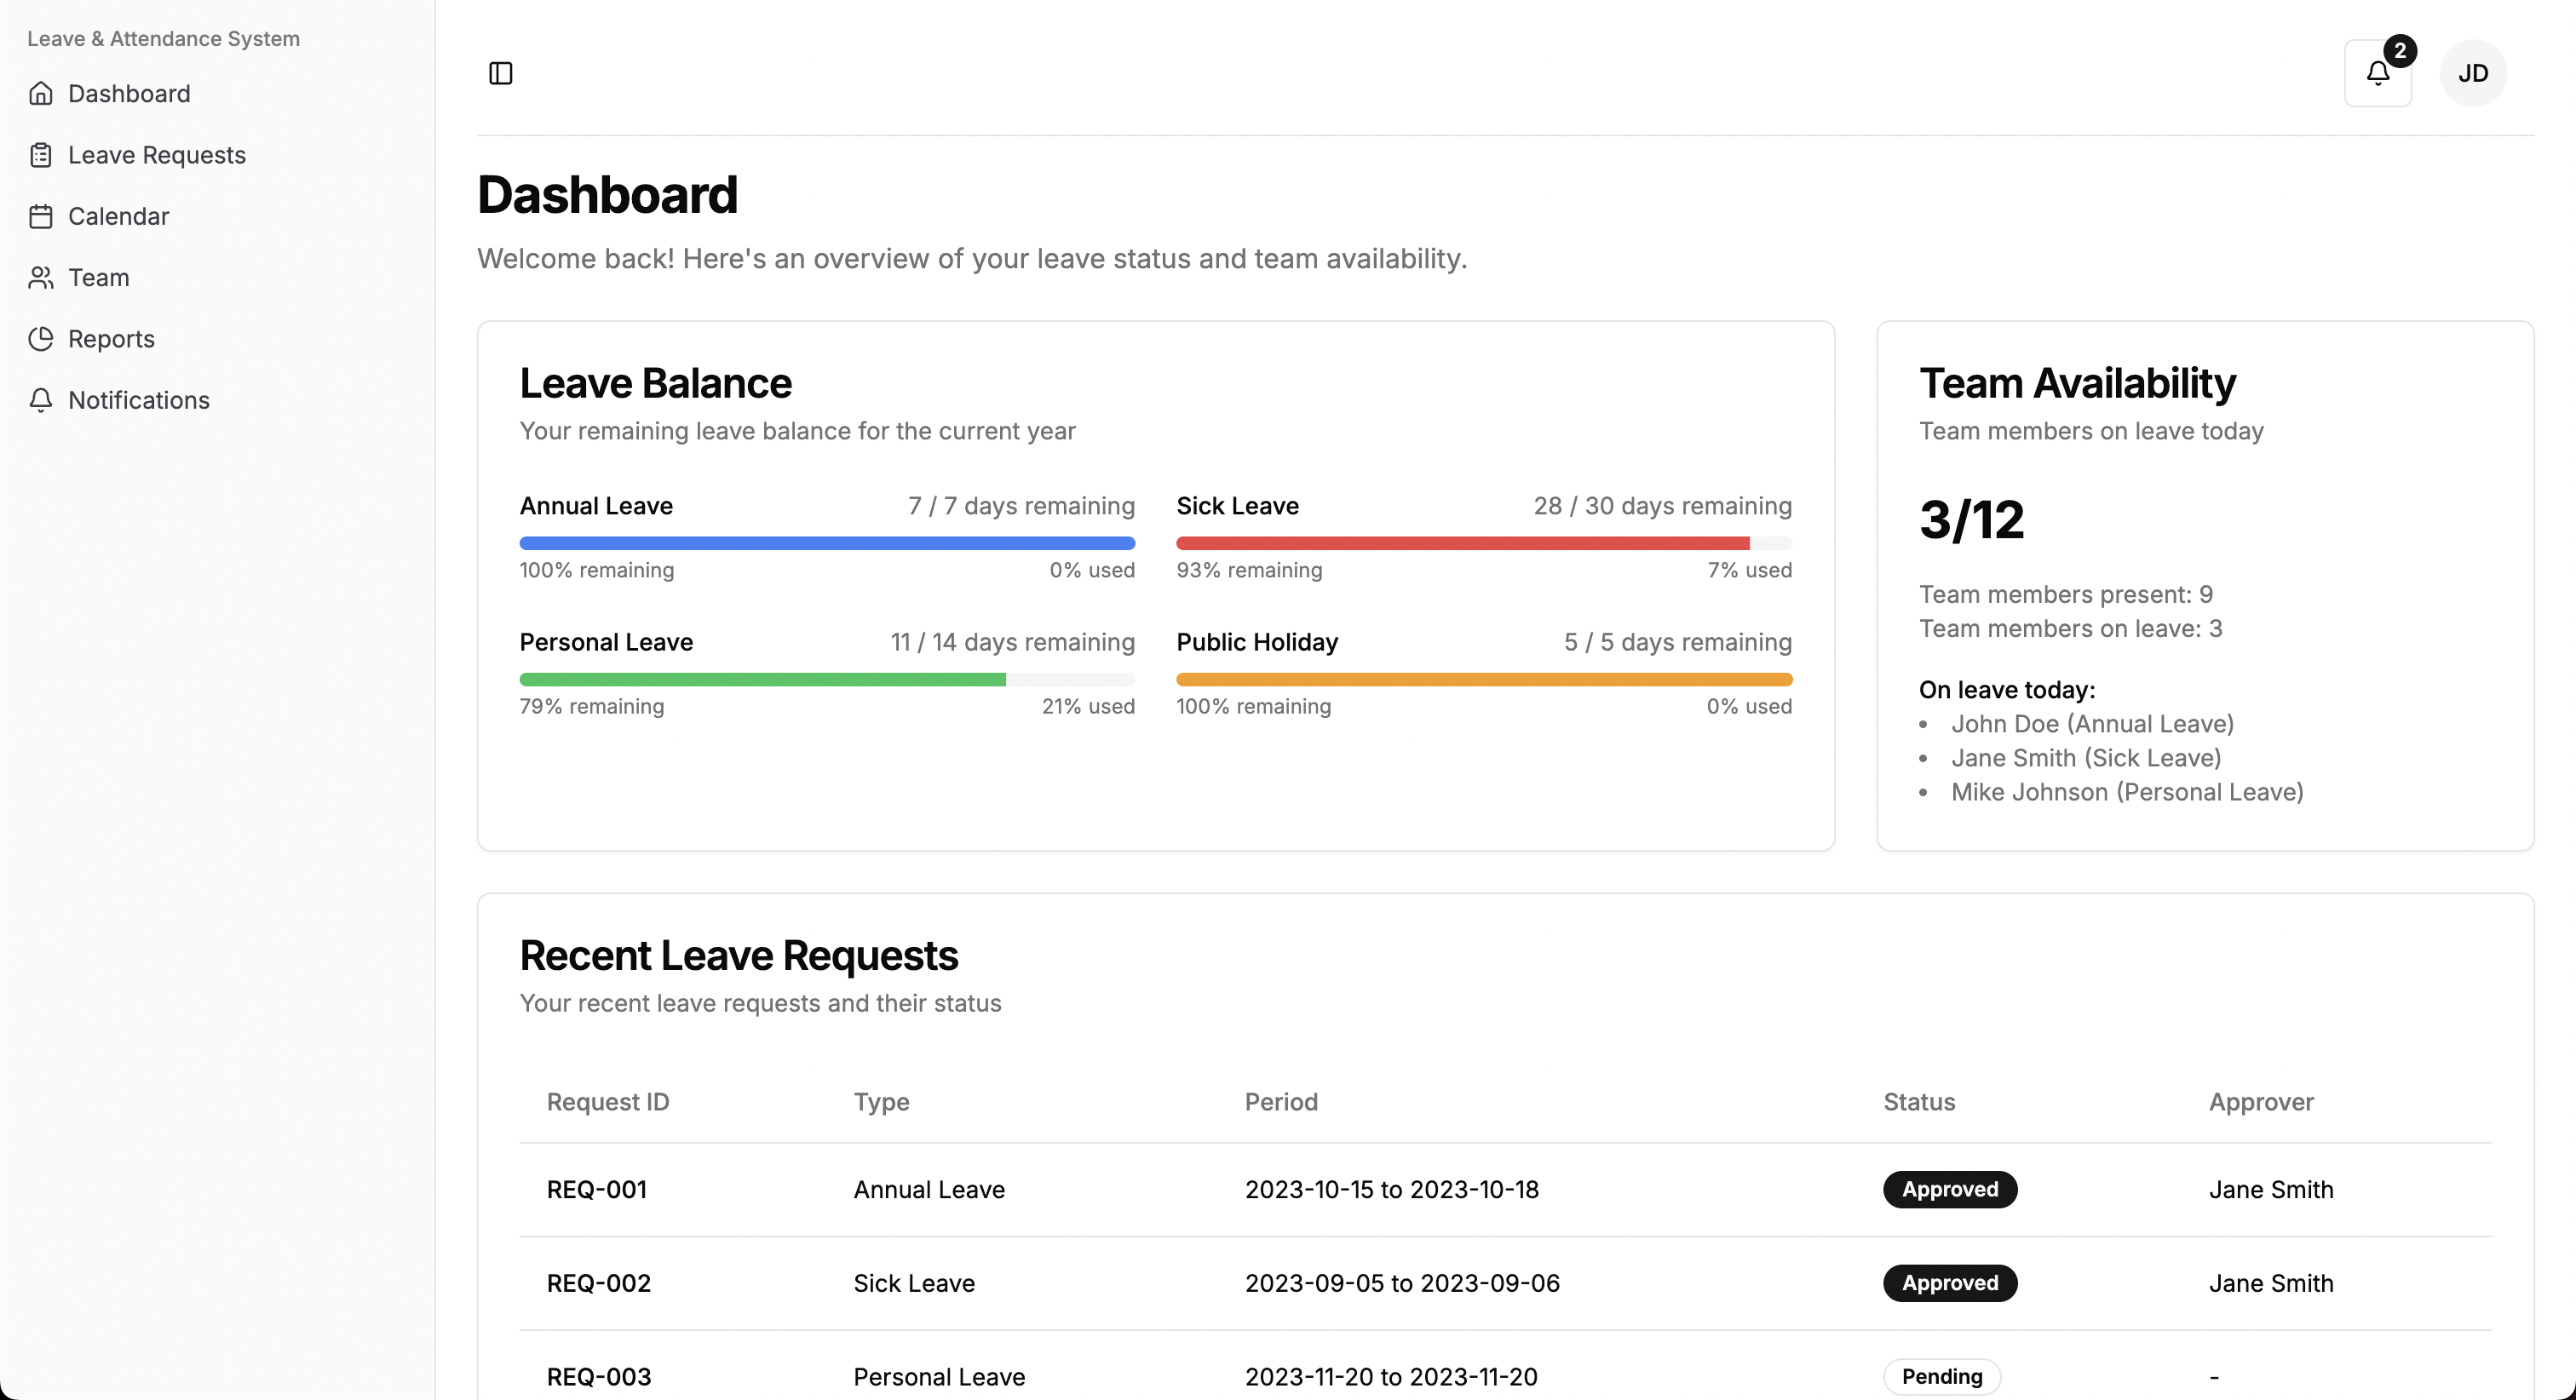 Leave & Attendance System
Dashboard
Leave Requests
Calendar
Team
Reports
Notifications
2
JD
Dashboard
Welcome back! Here's an overview of your leave status and team availability.
Leave Balance
Your remaining leave balance for the current year
Annual Leave 7 / 7 days remaining
100% remaining 0% used
Sick Leave 28 / 30 days remaining
93% remaining 7% used
Personal Leave 11 / 14 days remaining
79% remaining 21% used
Public Holiday 5 / 5 days remaining
100% remaining 0% used
Team Availability
Team members on leave today
3/12
Team members present: 9
Team members on leave: 3
On leave today:
• John Doe (Annual Leave)
• Jane Smith (Sick Leave)
• Mike Johnson (Personal Leave)
Recent Leave Requests
Your recent leave requests and their status
Request ID Type Period Status Approver
REQ-001 Annual Leave 2023-10-15 to 2023-10-18 Approved Jane Smith
REQ-002 Sick Leave 2023-09-05 to 2023-09-06 Approved Jane Smith
REQ-003 Personal Leave 2023-11-20 to 2023-11-20 Pending -